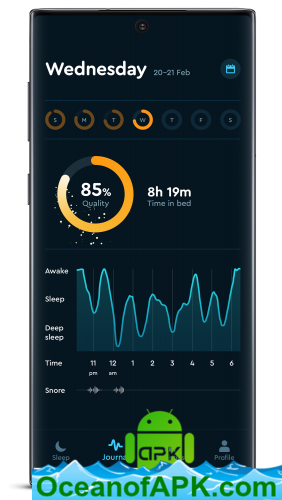 Wednesday 20–21 Feb
S M T W T F S
85%
Quality
8h 19m
Time in bed
Awake
Sleep
Deep
sleep
Time 11 12 1 2 3 4 5 6
pm am
Snore
Sleep Journa Profile
APK
OceanofAPK.com